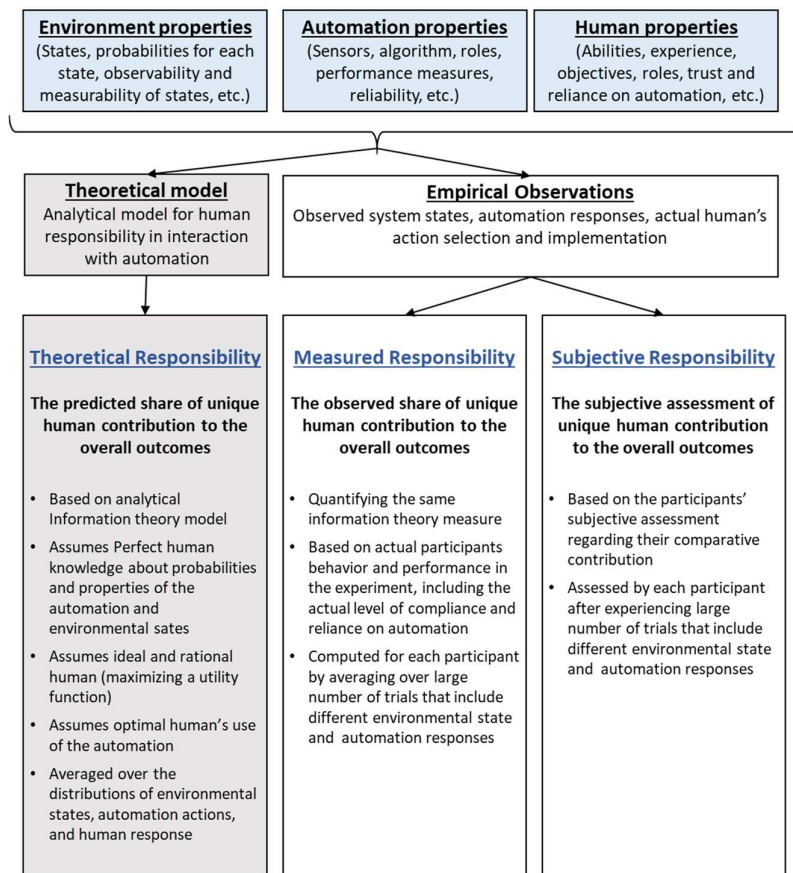 Environment properties
(States, probabilities for each
state, observability and
measurability of states, etc.)
Automation properties
(Sensors, algorithm, roles,
performance measures,
reliability, etc.)
Human properties
(Abilities, experience,
objectives, roles, trust and
reliance on automation, etc.)
Theoretical model
Analytical model for human
responsibility in interaction
with automation
Empirical Observations
Observed system states, automation responses, actual human's
action selection and implementation
Theoretical Responsibility
The predicted share of unique
human contribution to the
overall outcomes
• Based on analytical
Information theory model
• Assumes Perfect human
knowledge about probabilities
and properties of the
automation and
environmental sates
• Assumes ideal and rational
human (maximizing a utility
function)
• Assumes optimal human's use
of the automation
• Averaged over the
distributions of environmental
states, automation actions,
and human response
Measured Responsibility
The observed share of unique
human contribution to the
overall outcomes
• Quantifying the same
information theory measure
• Based on actual participants
behavior and performance in
the experiment, including the
actual level of compliance and
reliance on automation
• Computed for each participant
by averaging over large
number of trials that include
different environmental state
and automation responses
Subjective Responsibility
The subjective assessment of
unique human contribution
to the overall outcomes
• Based on the participants'
subjective assessment
regarding their comparative
contribution
• Assessed by each participant
after experiencing large
number of trials that include
different environmental state
and automation responses